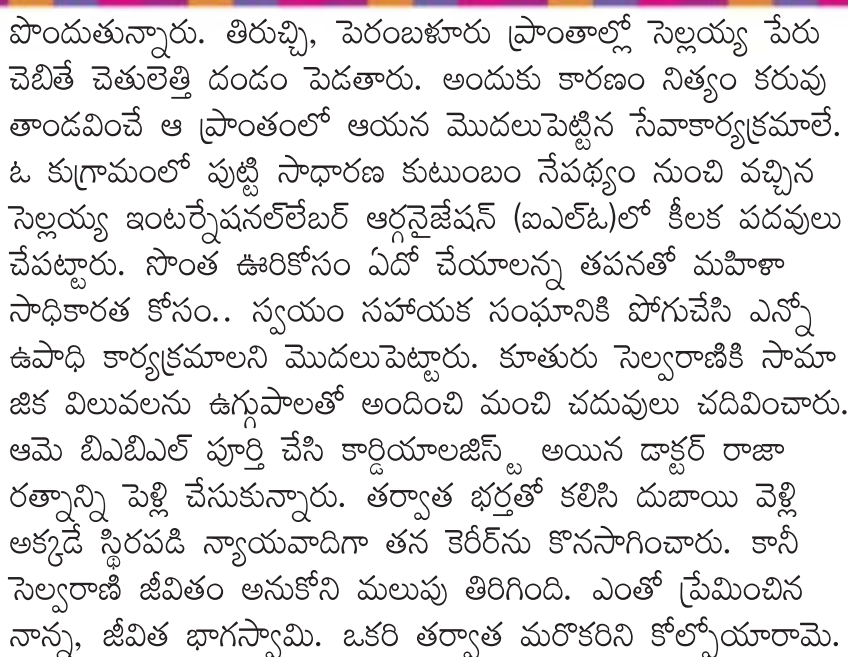 పొందుతున్నారు. తిరుచ్చి, పెరంబళూరు ప్రాంతాల్లో సెల్లయ్య పేరు
చెబితే చెతులెత్తి దండం పెడతారు. అందుకు కారణం నిత్యం కరువు
తాండవించే ఆ ప్రాంతంలో ఆయన మొదలుపెట్టిన సేవాకార్యక్రమాలే.
ఓ కుగ్రామంలో పుట్టి సాధారణ కుటుంబం నేపథ్యం నుంచి వచ్చిన
సెల్లయ్య ఇంటర్నేషనల్‌లేబర్ ఆర్గనైజేషన్ (ఐఎల్ఓ)లో కీలక పదవులు
చేపట్టారు. సొంత ఊరికోసం ఏదో చేయాలన్న తపనతో మహిళా
సాధికారత కోసం.. స్వయం సహాయక సంఘానికి పోగుచేసి ఎన్నో
ఉపాధి కార్యక్రమాలని మొదలుపెట్టారు. కూతురు సెల్వరాణికి సామా
జిక విలువలను ఉగ్గుపాలతో అందించి మంచి చదువులు చదివించారు.
ఆమె బిఎబిఎల్ పూర్తి చేసి కార్డియాలజిస్ట్ అయిన డాక్టర్ రాజా
రత్నాన్ని పెళ్లి చేసుకున్నారు. తర్వాత భర్తతో కలిసి దుబాయి వెళ్లి
అక్కడే స్థిరపడి న్యాయవాదిగా తన కెరీర్‌ను కొనసాగించారు. కానీ
సెల్వరాణి జీవితం అనుకోని మలుపు తిరిగింది. ఎంతో ప్రేమించిన
నాన్న, జీవిత భాగస్వామి. ఒకరి తర్వాత మరొకరిని కోల్పోయారామె.